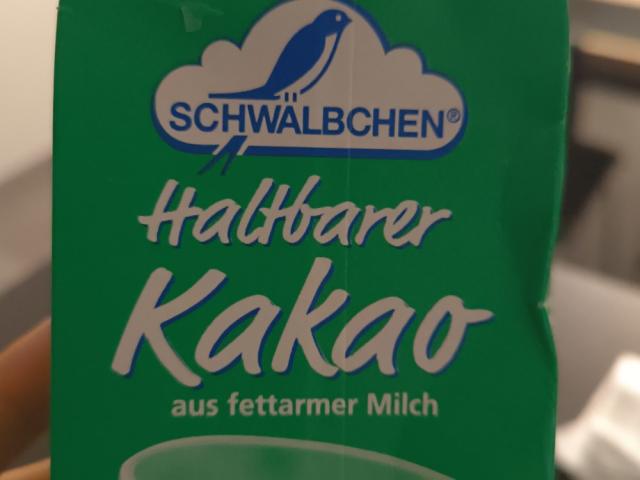 SCHWÄLBCHEN®
Haltbarer
Kakao
aus fettarmer Milch